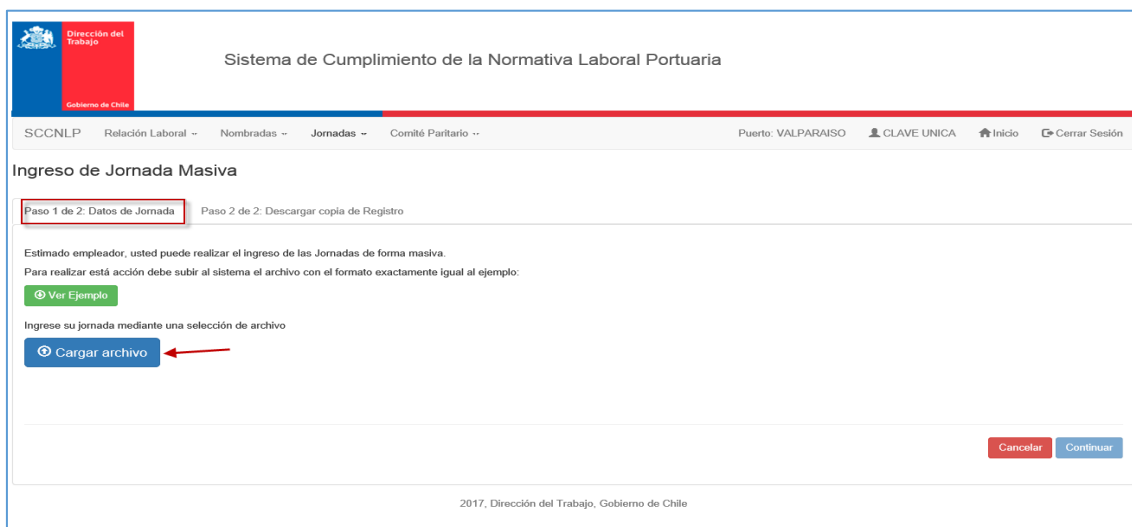 Dirección del
Trabajo
Gobierno de Chile
Sistema de Cumplimiento de la Normativa Laboral Portuaria
SCCNLP Relación Laboral Nombradas Jornadas Comité Paritario Puerto: VALPARAISO CLAVE UNICA Inicio Cerrar Sesión
Ingreso de Jornada Masiva
Paso 1 de 2: Datos de Jornada Paso 2 de 2: Descargar copia de Registro
Estimado empleador, usted puede realizar el ingreso de las Jornadas de forma masiva.
Para realizar está acción debe subir al sistema el archivo con el formato exactamente igual al ejemplo:
Ver Ejemplo
Ingrese su jornada mediante una selección de archivo
Cargar archivo
Cancelar Continuar
2017, Dirección del Trabajo, Gobierno de Chile